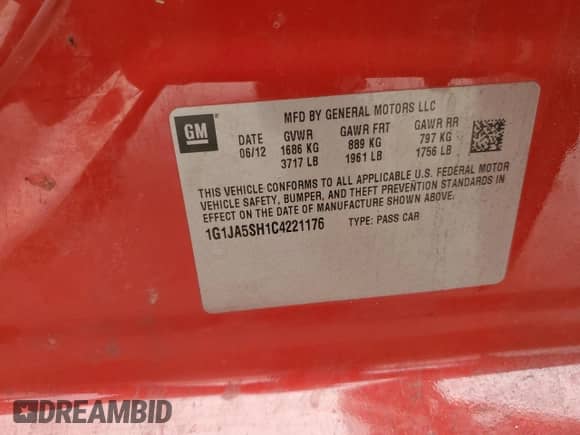 MFD BY GENERAL MOTORS LLC
GM
DATE GVWR GAWR FRT GAWR RR
06/12 1686 KG 889 KG 797 KG
3717 LB 1961 LB 1756 LB
THIS VEHICLE CONFORMS TO ALL APPLICABLE U.S. FEDERAL MOTOR
VEHICLE SAFETY, BUMPER, AND THEFT PREVENTION STANDARDS IN
EFFECT ON THE DATE OF MANUFACTURE SHOWN ABOVE.
1G1JA5SH1C4221176 TYPE: PASS CAR
DREAMBID